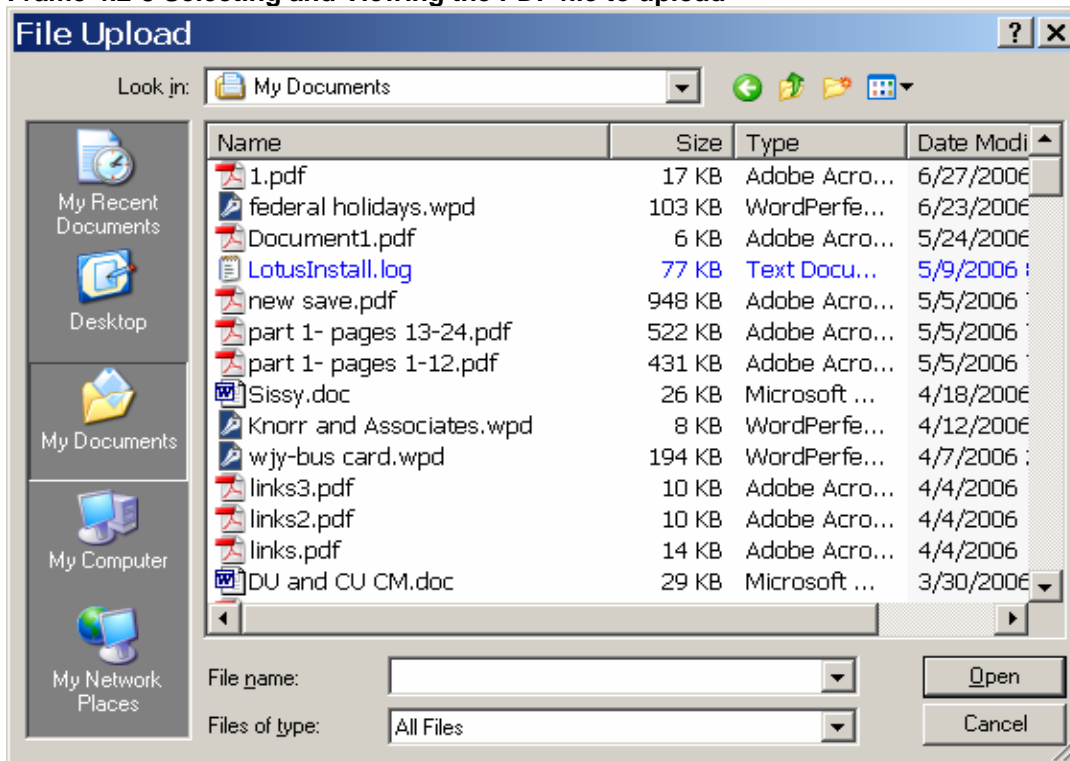 File Upload
Look in: My Documents
Name Size Type Date Modi
1.pdf 17 KB Adobe Acro... 6/27/2006
federal holidays.wpd 103 KB WordPerfe... 6/23/2006
Document1.pdf 6 KB Adobe Acro... 5/24/2006
LotusInstall.log 77 KB Text Docu... 5/9/2006
new save.pdf 948 KB Adobe Acro... 5/5/2006
part 1- pages 13-24.pdf 522 KB Adobe Acro... 5/5/2006
part 1- pages 1-12.pdf 431 KB Adobe Acro... 5/5/2006
Sissy.doc 26 KB Microsoft ... 4/18/2006
Knorr and Associates.wpd 8 KB WordPerfe... 4/12/2006
wjy-bus card.wpd 194 KB WordPerfe... 4/7/2006
links3.pdf 10 KB Adobe Acro... 4/4/2006
links2.pdf 10 KB Adobe Acro... 4/4/2006
links.pdf 14 KB Adobe Acro... 4/4/2006
DU and CU CM.doc 29 KB Microsoft ... 3/30/2006
My Recent
Documents
Desktop
My Documents
My Computer
My Network
Places
File name:
Open
Files of type: All Files
Cancel